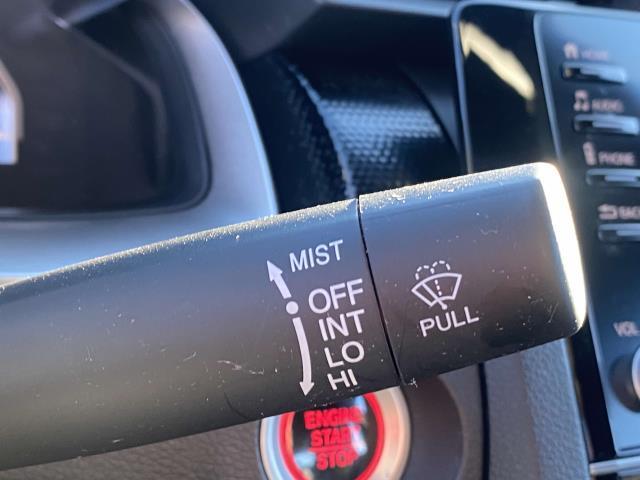 HOME
AUDIO
PHONE
BACK
MIST
OFF
INT
LO
HI
PULL
VOL
ENGINE
START
STOP